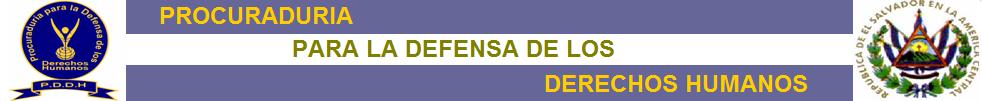 Procuraduria para la Defensa de los
Derechos
Humanos
P.D.D.H
PROCURADURIA
PARA LA DEFENSA DE LOS
DERECHOS HUMANOS
REPUBLICA DE EL SALVADOR EN LA AMERICA CENTRAL